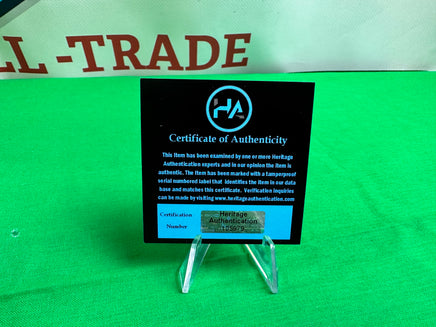 LL-TRADE
HA
Certificate of Authenticity
This item has been examined by one or more Heritage
Authentication experts and in our opinion the item is
authentic. The item has been marked with a tamperproof
serial numbered label that identifies the item in our data
base and matches this certificate. Verification inquiries
can be made by visiting www.heritageauthentication.com
Certification
Number
Heritage
Authentication